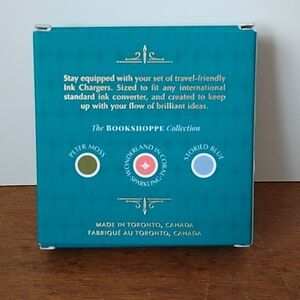 Stay equipped with your set of travel-friendly
Ink Chargers. Sized to fit any international
standard ink converter, and created to keep
up with your flow of brilliant ideas.
The BOOKSHOPPE Collection
PETER MOSS
WONDERLAND IN CORAL
SPARKLING
STORIED BLUE
MADE IN TORONTO, CANADA
FABRIQUÉ AU TORONTO, CANADA